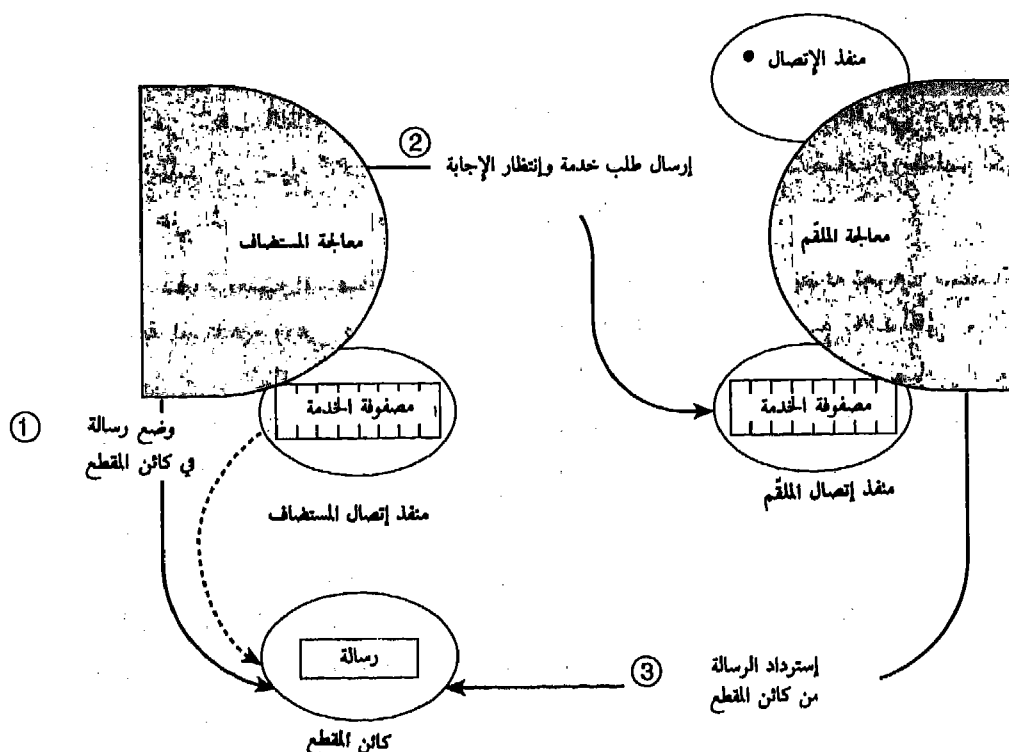 منفذ الإتصال
②
إرسال طلب خدمة وإنتظار الإجابة
معالجة المستضاف
معالجة الملقّم
مصفوفة الخدمة
مصفوفة الخدمة
①
وضع رسالة
في كائن المقطع
منفذ إتصال المستضاف
منفذ إتصال الملقّم
رسالة
③
إسترداد الرسالة
من كائن المقطع
كائن المقطع